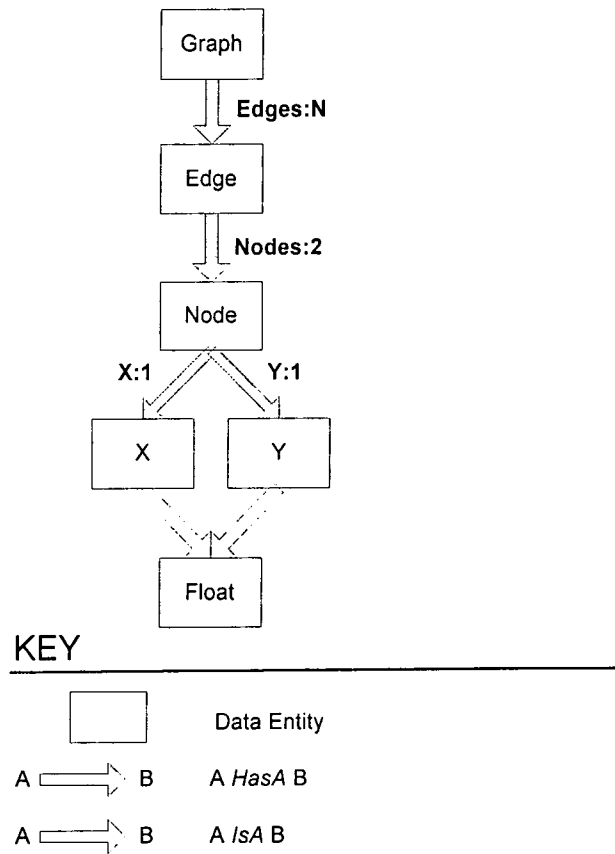 Graph
Edges:N
Edge
Nodes:2
Node
X:1 Y:1
X Y
Float
KEY
Data Entity
A B A HasA B
A B A IsA B